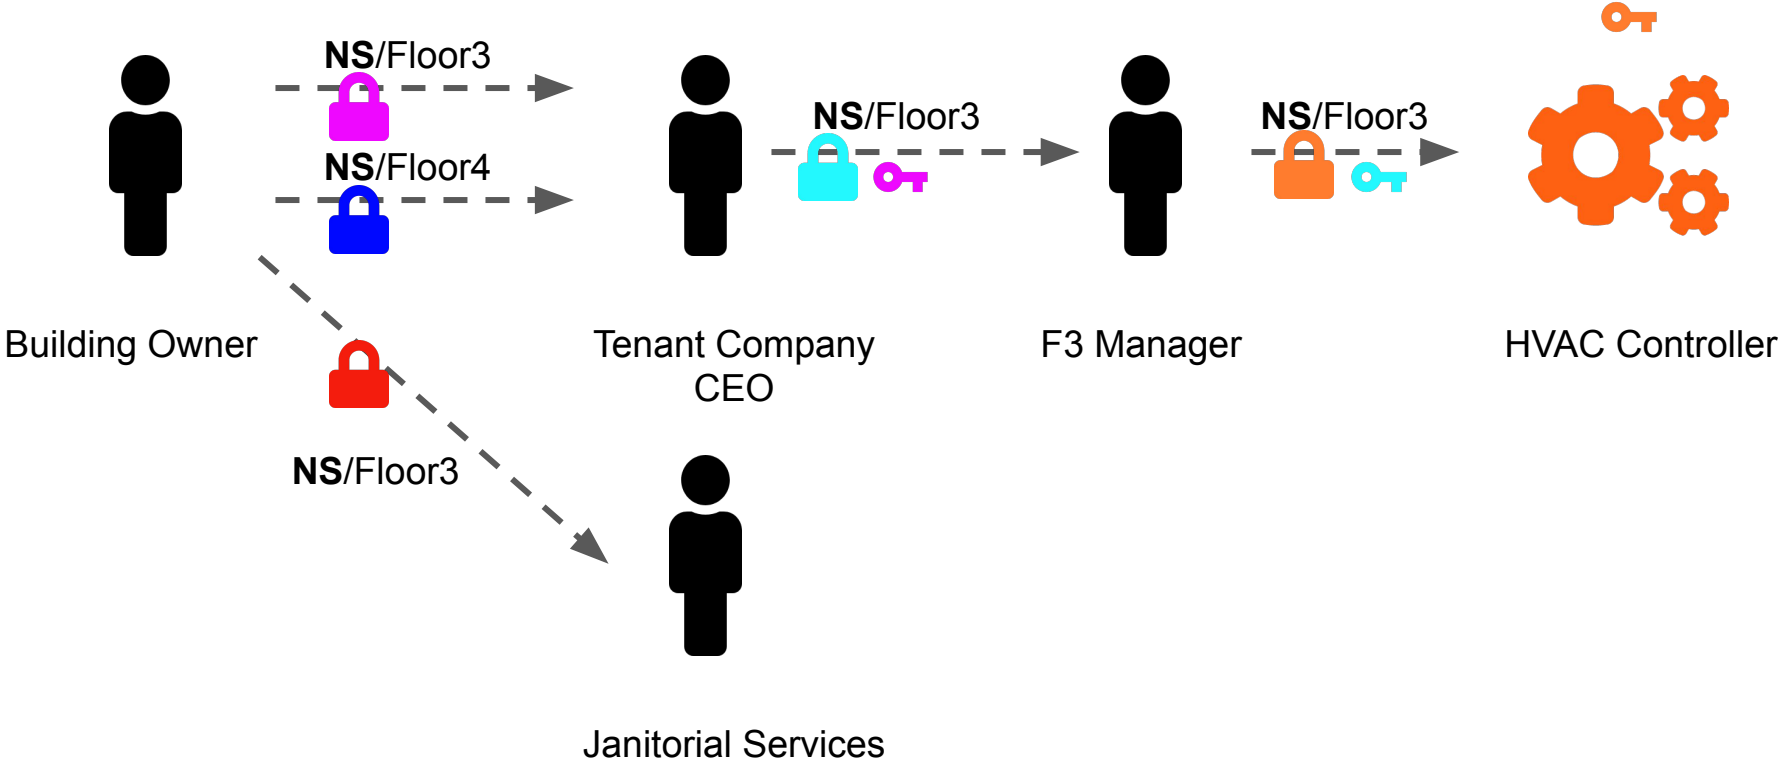 NS/Floor3
NS/Floor3
NS/Floor3
NS/Floor4
Building Owner
Tenant Company
CEO
F3 Manager
HVAC Controller
NS/Floor3
Janitorial Services